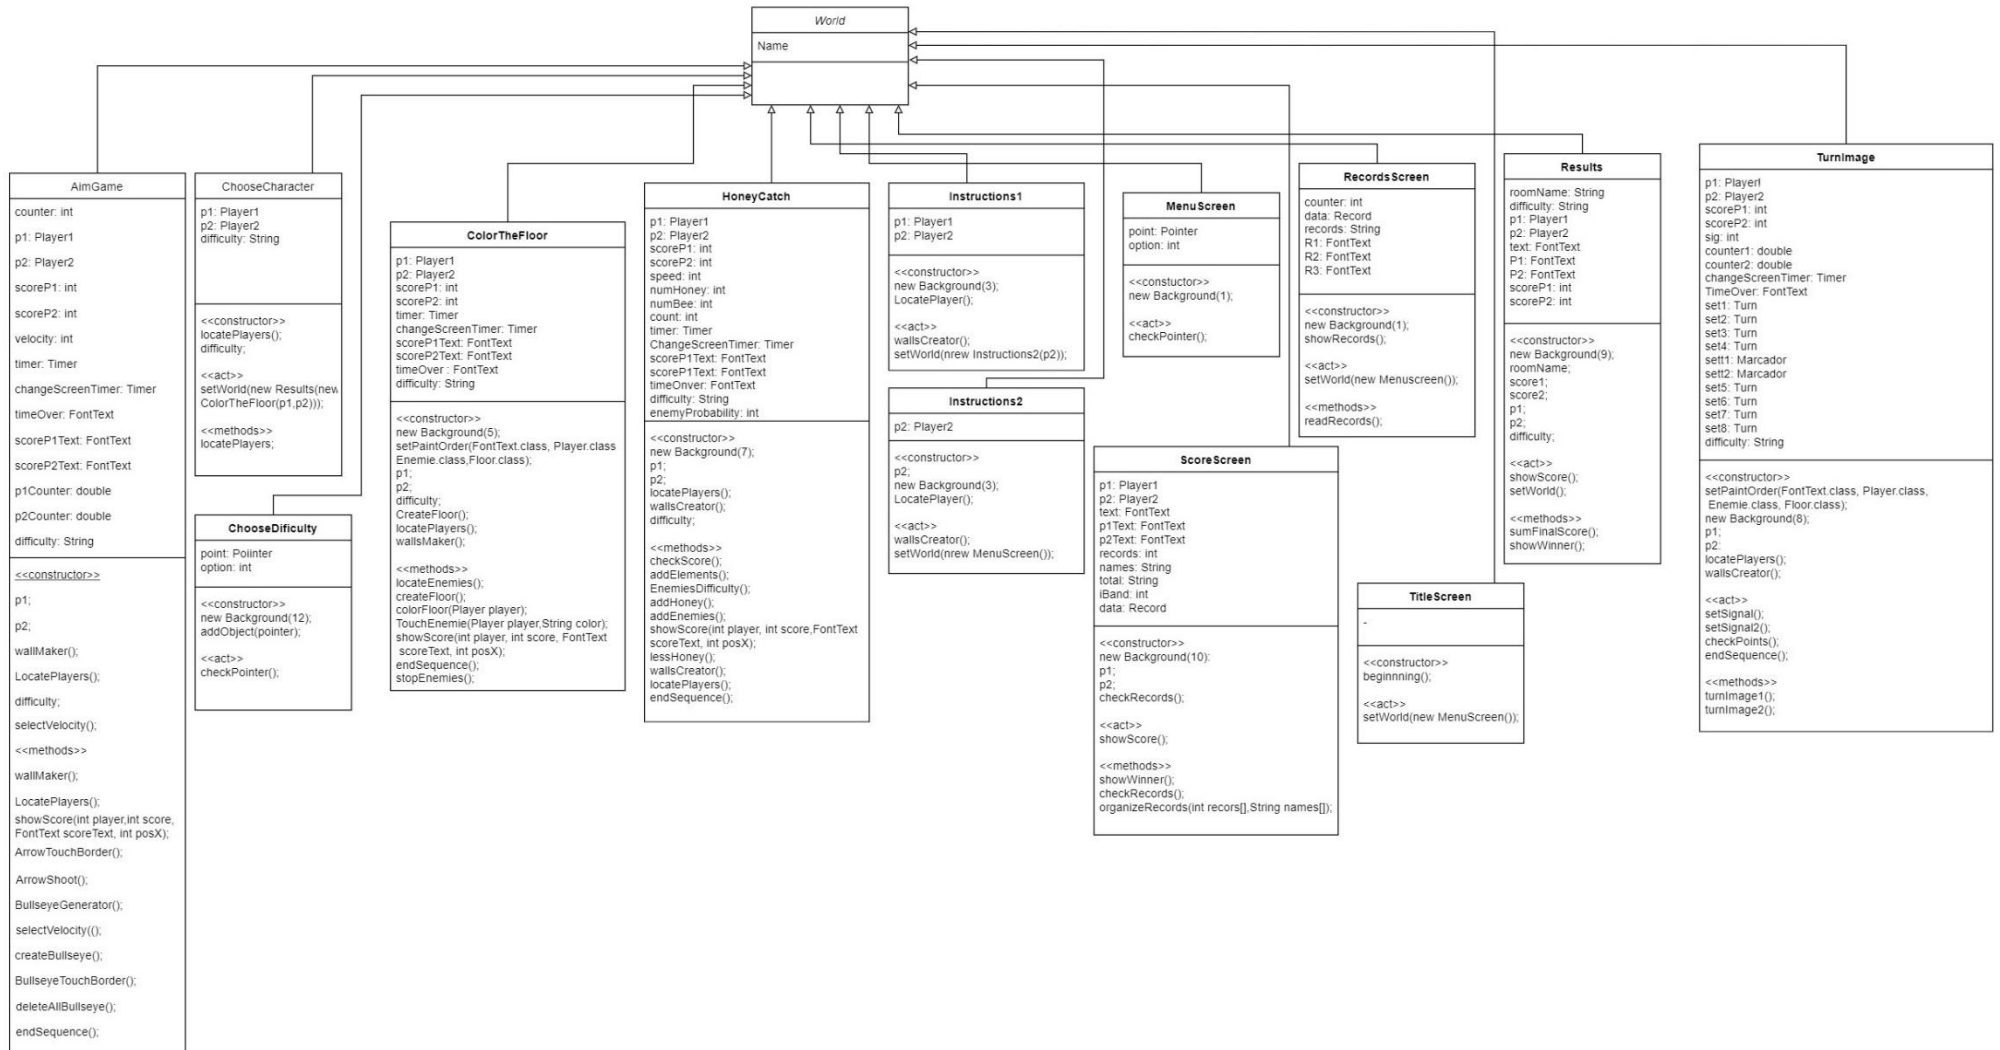 World
Name
AimGame
counter: int
p1: Player1
p2: Player2
scoreP1: int
scoreP2: int
velocity: int
timer: Timer
changeScreenTimer: Timer
timeOver: FontText
scoreP1Text: FontText
scoreP2Text: FontText
p1Counter: double
p2Counter: double
difficulty: String
<<constructor>>
p1;
p2;
wallMaker();
LocatePlayers();
difficulty;
selectVelocity();
<<methods>>
wallMaker();
LocatePlayers();
showScore(int player,int score,
FontText scoreText, int posX);
ArrowTouchBorder();
ArrowShoot();
BullseyeGenerator();
selectVelocity(();
createBullseye();
BullseyeTouchBorder();
deleteAllBullseye();
endSequence();
ChooseCharacter
p1: Player1
p2: Player2
difficulty: String
<<constructor>>
locatePlayers();
difficulty;
<<act>>
setWorld(new Results(new
ColorTheFloor(p1,p2)));
<<methods>>
locatePlayers;
ChooseDificulty
point: Poiinter
option: int
<<constructor>>
new Background(12);
addObject(pointer);
<<act>>
checkPointer();
ColorTheFloor
p1: Player1
p2: Player2
scoreP1: int
scoreP2: int
timer: Timer
changeScreenTimer: Timer
scoreP1Text: FontText
scoreP2Text: FontText
timeOver : FontText
difficulty: String
<<constructor>>
new Background(5);
setPaintOrder(FontText.class, Player.class
Enemie.class,Floor.class);
p1;
p2;
difficulty;
CreateFloor();
locatePlayers();
wallsMaker();
<<methods>>
locateEnemies();
createFloor();
colorFloor(Player player);
TouchEnemie(Player player,String color);
showScore(int player, int score, FontText
scoreText, int posX);
endSequence();
stopEnemies();
HoneyCatch
p1: Player1
p2: Player2
scoreP1: int
scoreP2: int
speed: int
numHoney: int
numBee: int
count: int
timer: Timer
ChangeScreenTimer: Timer
scoreP1Text: FontText
scoreP1Text: FontText
timeOnver: FontText
difficulty: String
enemyProbability: int
<<constructor>>
new Background(7);
p1;
p2;
locatePlayers();
wallsCreator();
difficulty;
<<methods>>
checkScore();
addElements();
EnemiesDifficulty();
addHoney();
addEnemies();
showScore(int player, int score,FontText
scoreText, int posX);
lessHoney();
wallsCreator();
locatePlayers();
endSequence();
Instructions1
p1: Player1
p2: Player2
<<constructor>>
new Background(3);
LocatePlayer();
<<act>>
wallsCreator();
setWorld(nrew Instructions2(p2));
Instructions2
p2: Player2
<<constructor>>
p2;
new Background(3);
LocatePlayer();
<<act>>
wallsCreator();
setWorld(nrew MenuScreen());
MenuScreen
point: Pointer
option: int
<<constuctor>>
new Background(1);
<<act>>
checkPointer();
ScoreScreen
p1: Player1
p2: Player2
text: FontText
p1Text: FontText
p2Text: FontText
records: int
names: String
total: String
iBand: int
data: Record
<<constructor>>
new Background(10):
p1;
p2;
checkRecords();
<<act>>
showScore();
<<methods>>
showWinner();
checkRecords();
organizeRecords(int recors[],String names[]);
RecordsScreen
counter: int
data: Record
records: String
R1: FontText
R2: FontText
R3: FontText
<<constructor>>
new Background(1);
showRecords();
<<act>>
setWorld(new Menuscreen());
<<methods>>
readRecords();
TitleScreen
-
<<constructor>>
beginnning();
<<act>>
setWorld(new MenuScreen());
Results
roomName: String
difficulty: String
p1: Player1
p2: Player2
text: FontText
P1: FontText
P2: FontText
scoreP1: int
scoreP2: int
<<constructor>>
new Background(9);
roomName;
score1;
score2;
p1;
p2;
difficulty;
<<act>>
showScore();
setWorld();
<<methods>>
sumFinalScore();
showWinner();
TurnImage
p1: Player!
p2: Player2
scoreP1: int
scoreP2: int
sig: int
counter1: double
counter2: double
changeScreenTimer: Timer
TimeOver: FontText
set1: Turn
set2: Turn
set3: Turn
set4: Turn
sett1: Marcador
sett2: Marcador
set5: Turn
set6: Turn
set7: Turn
set8: Turn
difficulty: String
<<constructor>>
setPaintOrder(FontText.class, Player.class,
Enemie.class, Floor.class);
new Background(8);
p1;
p2:
locatePlayers();
wallsCreator();
<<act>>
setSignal();
setSignal2();
checkPoints();
endSequence();
<<methods>>
turnImage1();
turnImage2();